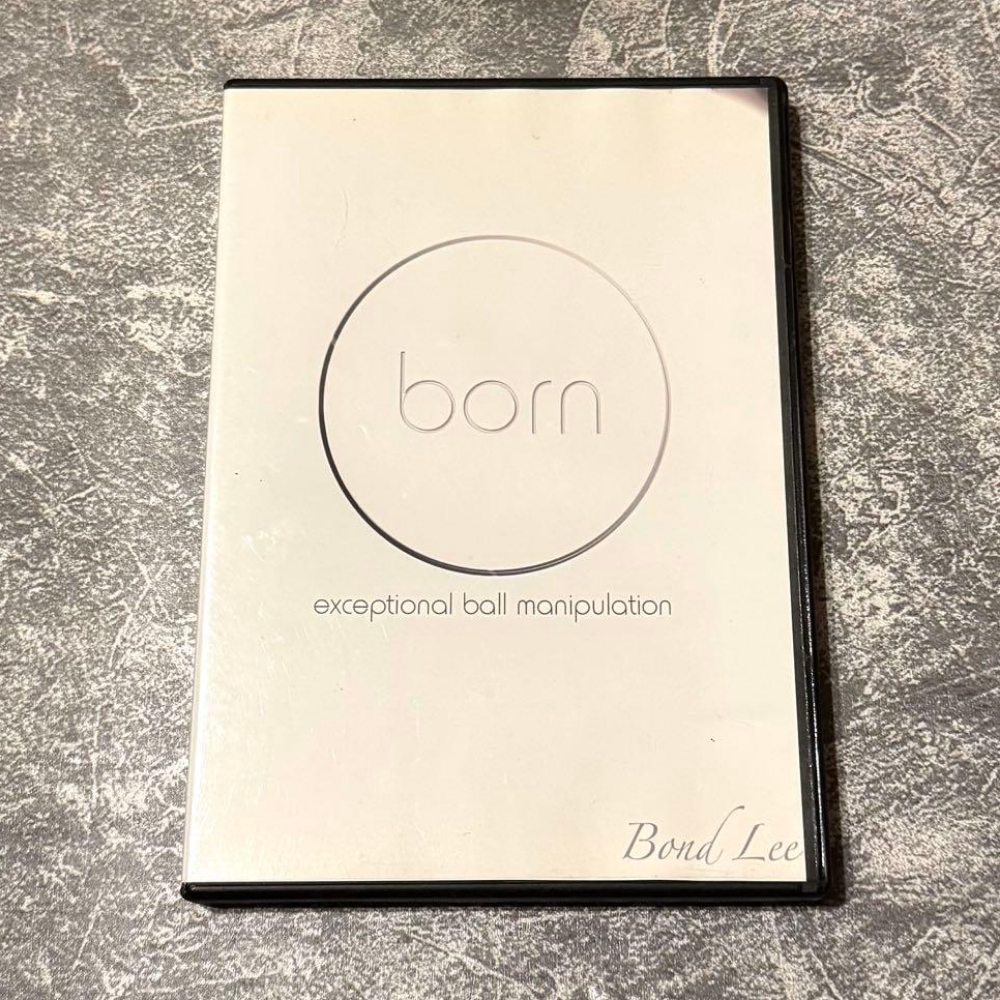 born
exceptional ball manipulation
Bond Lee